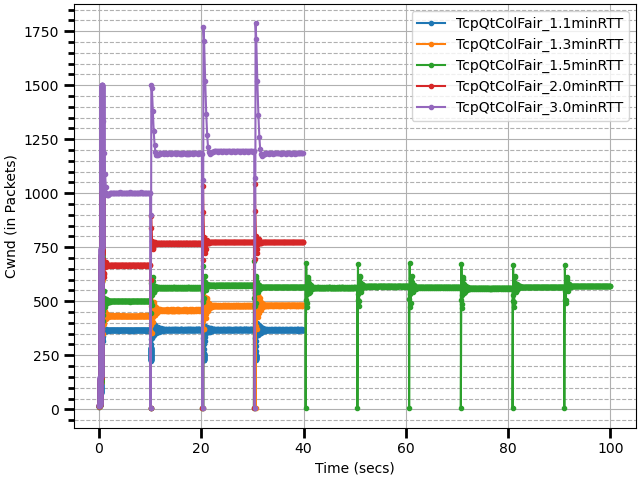 TcpQtColFair_1.1minRTT
TcpQtColFair_1.3minRTT
TcpQtColFair_1.5minRTT
TcpQtColFair_2.0minRTT
TcpQtColFair_3.0minRTT
Cwnd (in Packets)
1750
1500
1250
1000
750
500
250
0
0 20 40 60 80 100
Time (secs)